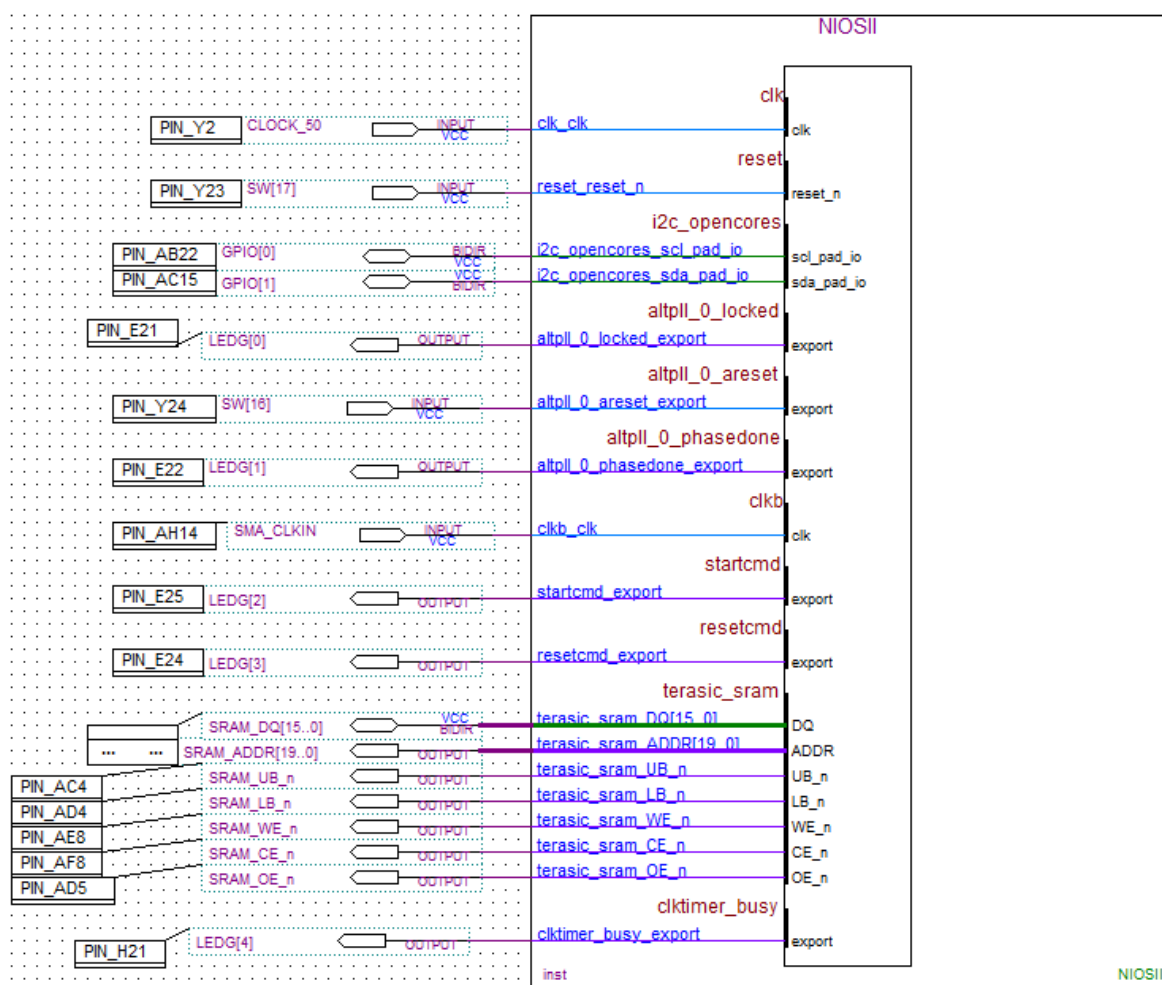 NIOSII
clk
PIN_Y2 CLOCK_50 INPUT VCC clk_clk clk
reset
PIN_Y23 SW[17] INPUT VCC reset_reset_n reset_n
i2c_opencores
PIN_AB22 GPIO[0] BIDIR VCC i2c_opencores_scl_pad_io scl_pad_io
PIN_AC15 GPIO[1] VCC BIDIR i2c_opencores_sda_pad_io sda_pad_io
altpll_0_locked
PIN_E21 LEDG[0] OUTPUT altpll_0_locked_export export
altpll_0_areset
PIN_Y24 SW[16] INPUT VCC altpll_0_areset_export export
altpll_0_phasedone
PIN_E22 LEDG[1] OUTPUT altpll_0_phasedone_export export
clkb
PIN_AH14 SMA_CLKIN INPUT VCC clkb_clk clk
startcmd
PIN_E25 LEDG[2] OUTPUT startcmd_export export
resetcmd
PIN_E24 LEDG[3] OUTPUT resetcmd_export export
terasic_sram
SRAM_DQ[15..0] VCC BIDIR terasic_sram_DQ[15..0] DQ
... ... SRAM_ADDR[19..0] OUTPUT terasic_sram_ADDR[19..0] ADDR
PIN_AC4 SRAM_UB_n OUTPUT terasic_sram_UB_n UB_n
PIN_AD4 SRAM_LB_n OUTPUT terasic_sram_LB_n LB_n
PIN_AE8 SRAM_WE_n OUTPUT terasic_sram_WE_n WE_n
PIN_AF8 SRAM_CE_n OUTPUT terasic_sram_CE_n CE_n
PIN_AD5 SRAM_OE_n OUTPUT terasic_sram_OE_n OE_n
clktimer_busy
PIN_H21 LEDG[4] OUTPUT clktimer_busy_export export
inst NIOSII